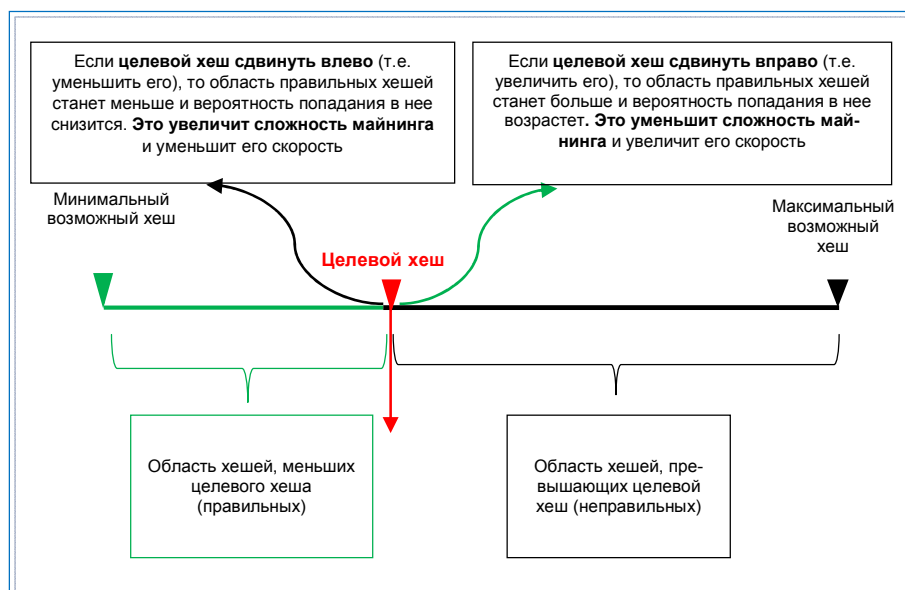 Если целевой хеш сдвинуть влево (т.е.
уменьшить его), то область правильных хешей
станет меньше и вероятность попадания в нее
снизится. Это увеличит сложность майнинга
и уменьшит его скорость
Если целевой хеш сдвинуть вправо (т.е.
увеличить его), то область правильных хешей
станет больше и вероятность попадания в нее
возрастет. Это уменьшит сложность май-
нинга и увеличит его скорость
Минимальный
возможный хеш
Целевой хеш
Максимальный
возможный
хеш
Область хешей, меньших
целевого хеша
(правильных)
Область хешей, пре-
вышающих целевой
хеш (неправильных)